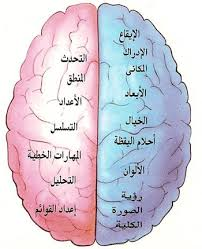 الإيقاع
الإدراك
المكانى
الأبعاد
الخيال
أحلام اليقظة
الألوان
رؤية
الصورة
الكلية
التحدث
المنطق
الأعداد
التسلسل
المهارات الخطية
التحليل
إعداد القوائم